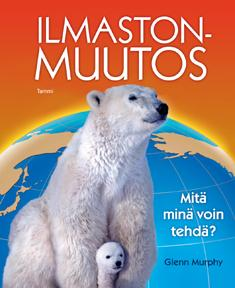 ILMASTON-
MUUTOS
Tammi
Mitä
minä voin
tehdä?
Glenn Murphy